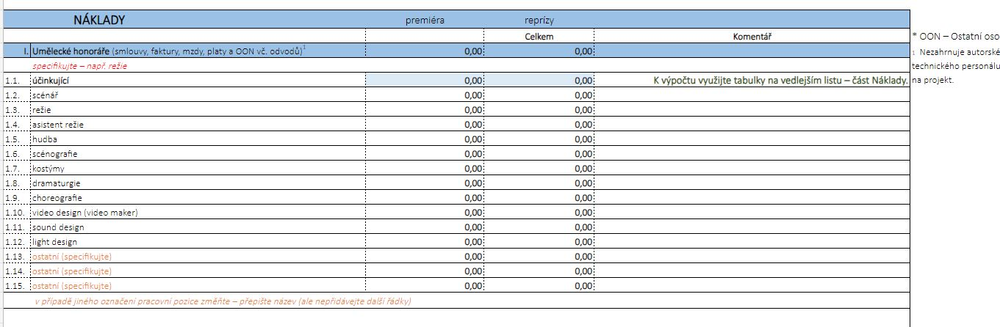 NÁKLADY premiéra reprízy
Celkem Komentář * OON – Ostatní oso
I. Umělecké honoráře (smlouvy, faktury, mzdy, platy a OON vč. odvodů)1 0,00 0,00 1 Nezahrnuje autorské
specifikujte – např. režie technického personálu
1.1. účinkující 0,00 0,00 K výpočtu využijte tabulky na vedlejším listu – část Náklady. na projekt.
1.2. scénář 0,00 0,00
1.3. režie 0,00 0,00
1.4. asistent režie 0,00 0,00
1.5. hudba 0,00 0,00
1.6. scénografie 0,00 0,00
1.7. kostýmy 0,00 0,00
1.8. dramaturgie 0,00 0,00
1.9. choreografie 0,00 0,00
1.10. video design (video maker) 0,00 0,00
1.11. sound design 0,00 0,00
1.12. light design 0,00 0,00
1.13. ostatní (specifikujte) 0,00 0,00
1.14. ostatní (specifikujte) 0,00 0,00
1.15. ostatní (specifikujte) 0,00 0,00
v případě jiného označení pracovní pozice změňte – přepište název (ale nepřidávejte další řádky)